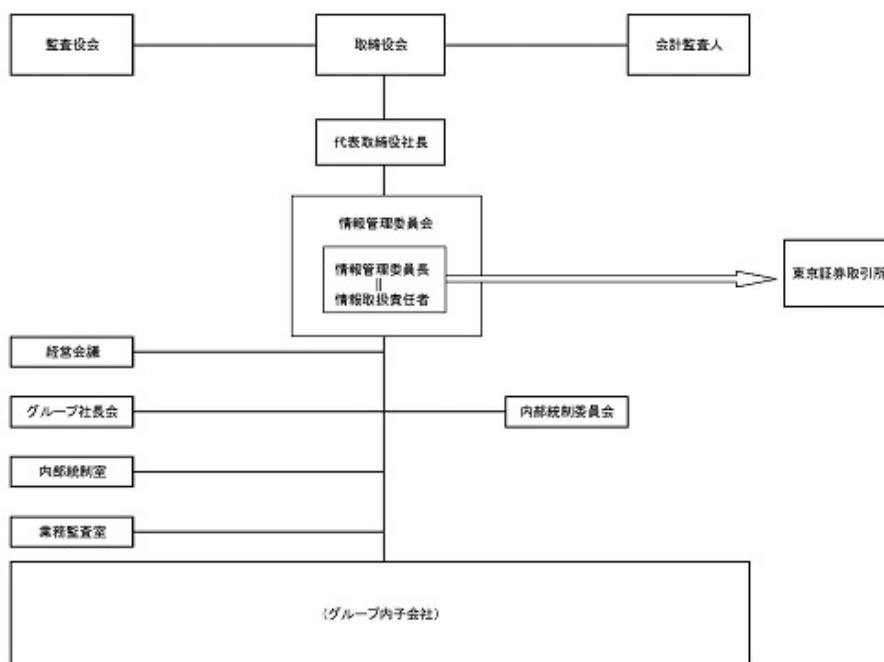 監査役会
取締役会
会計監査人
代表取締役社長
情報管理委員会
情報管理委員長
||
情報取扱責任者
東京証券取引所
経営会議
グループ社長会
内部統制委員会
内部統制室
業務監査室
（グループ内子会社）